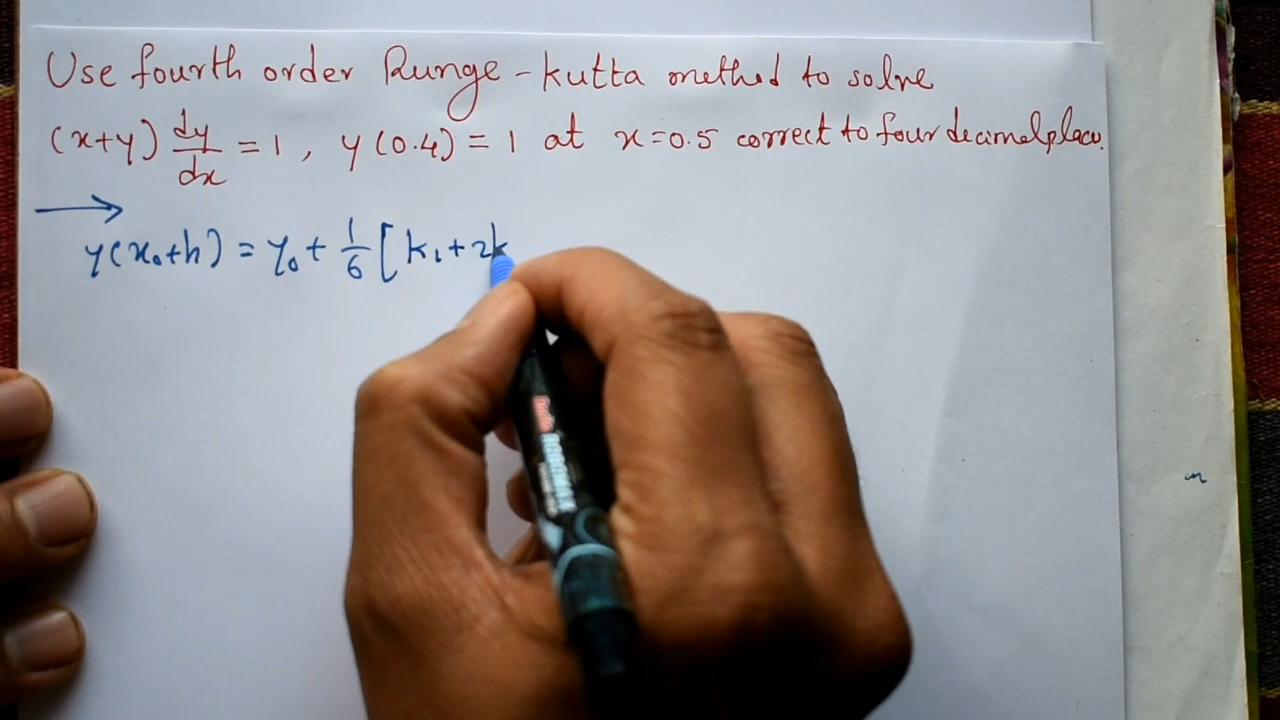 Use fourth order Runge - kutta method to solve
(x+y) dy/dx = 1, y(0.4) = 1 at x=0.5 correct to four decimal place.
→ y(x₀+h) = y₀ + 1/6 [k₁+2k